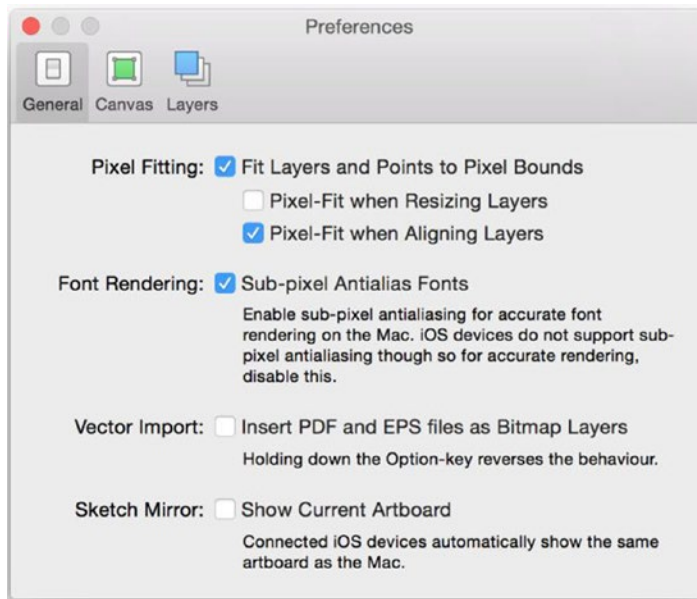 Preferences
General Canvas Layers
Pixel Fitting: Fit Layers and Points to Pixel Bounds
Pixel-Fit when Resizing Layers
Pixel-Fit when Aligning Layers
Font Rendering: Sub-pixel Antialias Fonts
Enable sub-pixel antialiasing for accurate font
rendering on the Mac. iOS devices do not support sub-
pixel antialiasing though so for accurate rendering,
disable this.
Vector Import: Insert PDF and EPS files as Bitmap Layers
Holding down the Option-key reverses the behaviour.
Sketch Mirror: Show Current Artboard
Connected iOS devices automatically show the same
artboard as the Mac.